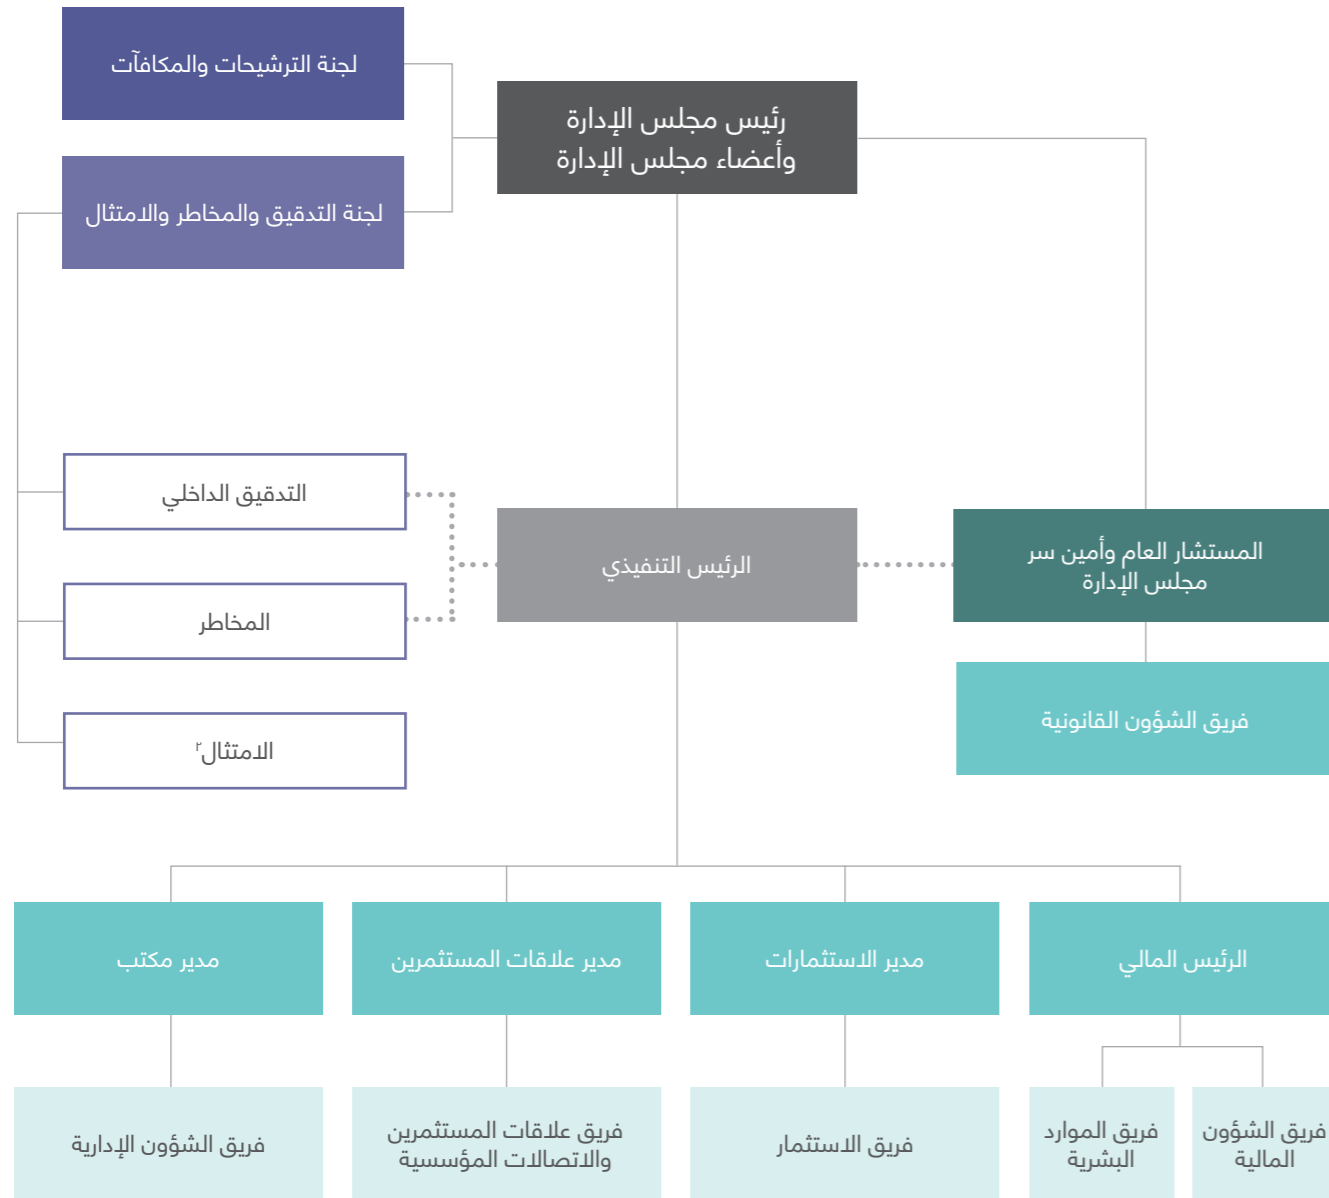 لجنة الترشيحات والمكافآت
رئيس مجلس الإدارة
وأعضاء مجلس الإدارة
لجنة التدقيق والمخاطر والامتثال
التدقيق الداخلي
الرئيس التنفيذي
المستشار العام وأمين سر
مجلس الإدارة
المخاطر
فريق الشؤون القانونية
الامتثال٢
الرئيس المالي
مدير الاستثمارات
مدير علاقات المستثمرين
مدير مكتب
فريق الشؤون
المالية
فريق الموارد
البشرية
فريق الاستثمار
فريق علاقات المستثمرين
والاتصالات المؤسسية
فريق الشؤون الإدارية